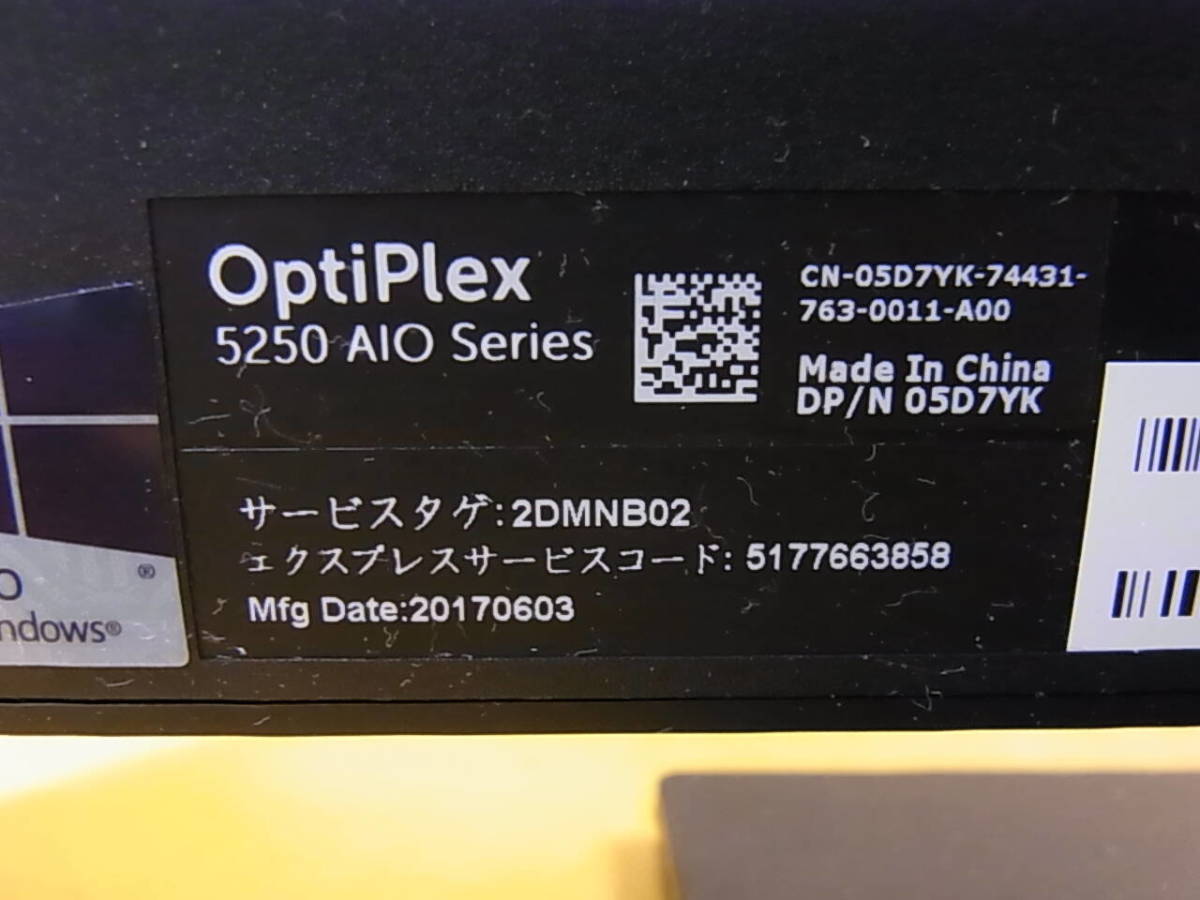 OptiPlex
5250 AIO Series
CN-05D7YK-74431-
763-0011-A00
Made In China
DP/N 05D7YK
サービスタゲ:2DMNB02
エクスプレスサービスコード: 5177663858
Mfg Date:20170603
O ®
ndows®